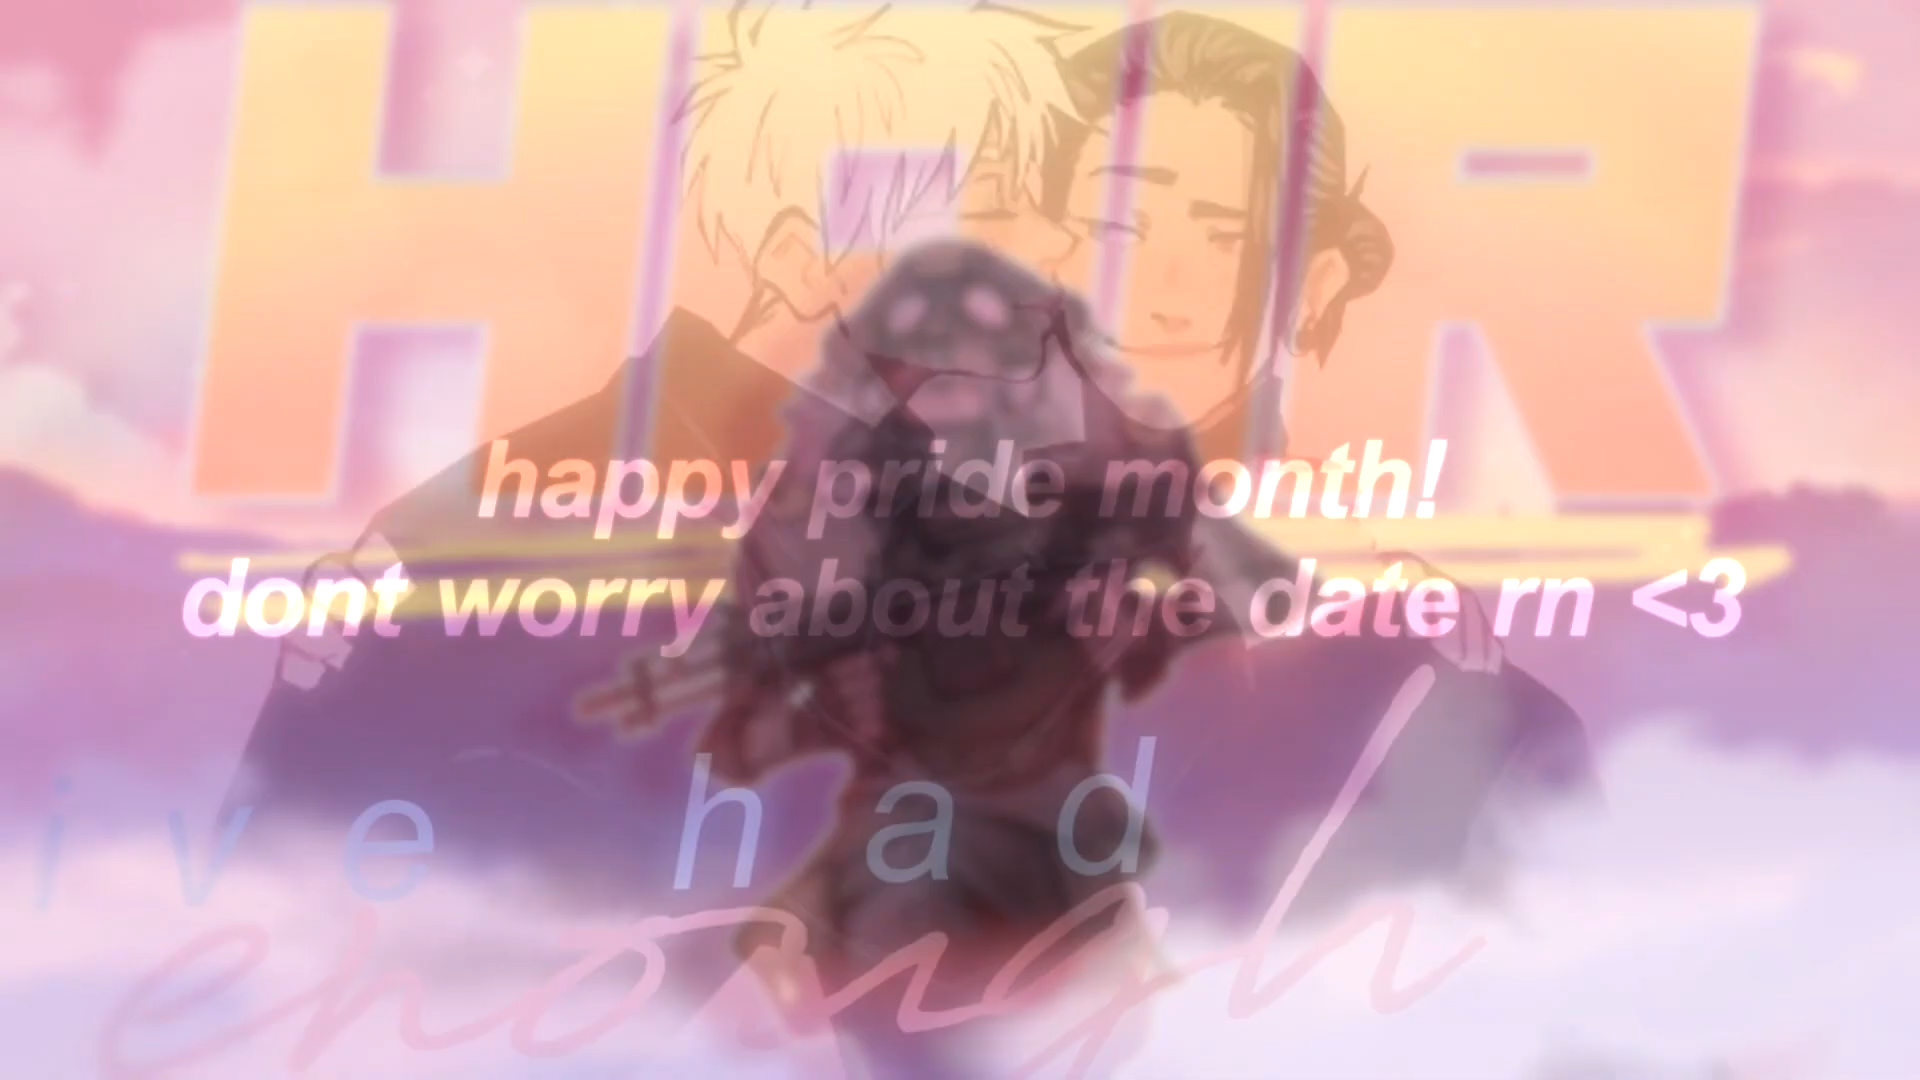 happy pride month!
dont worry about the date rn <3
ive had
enough